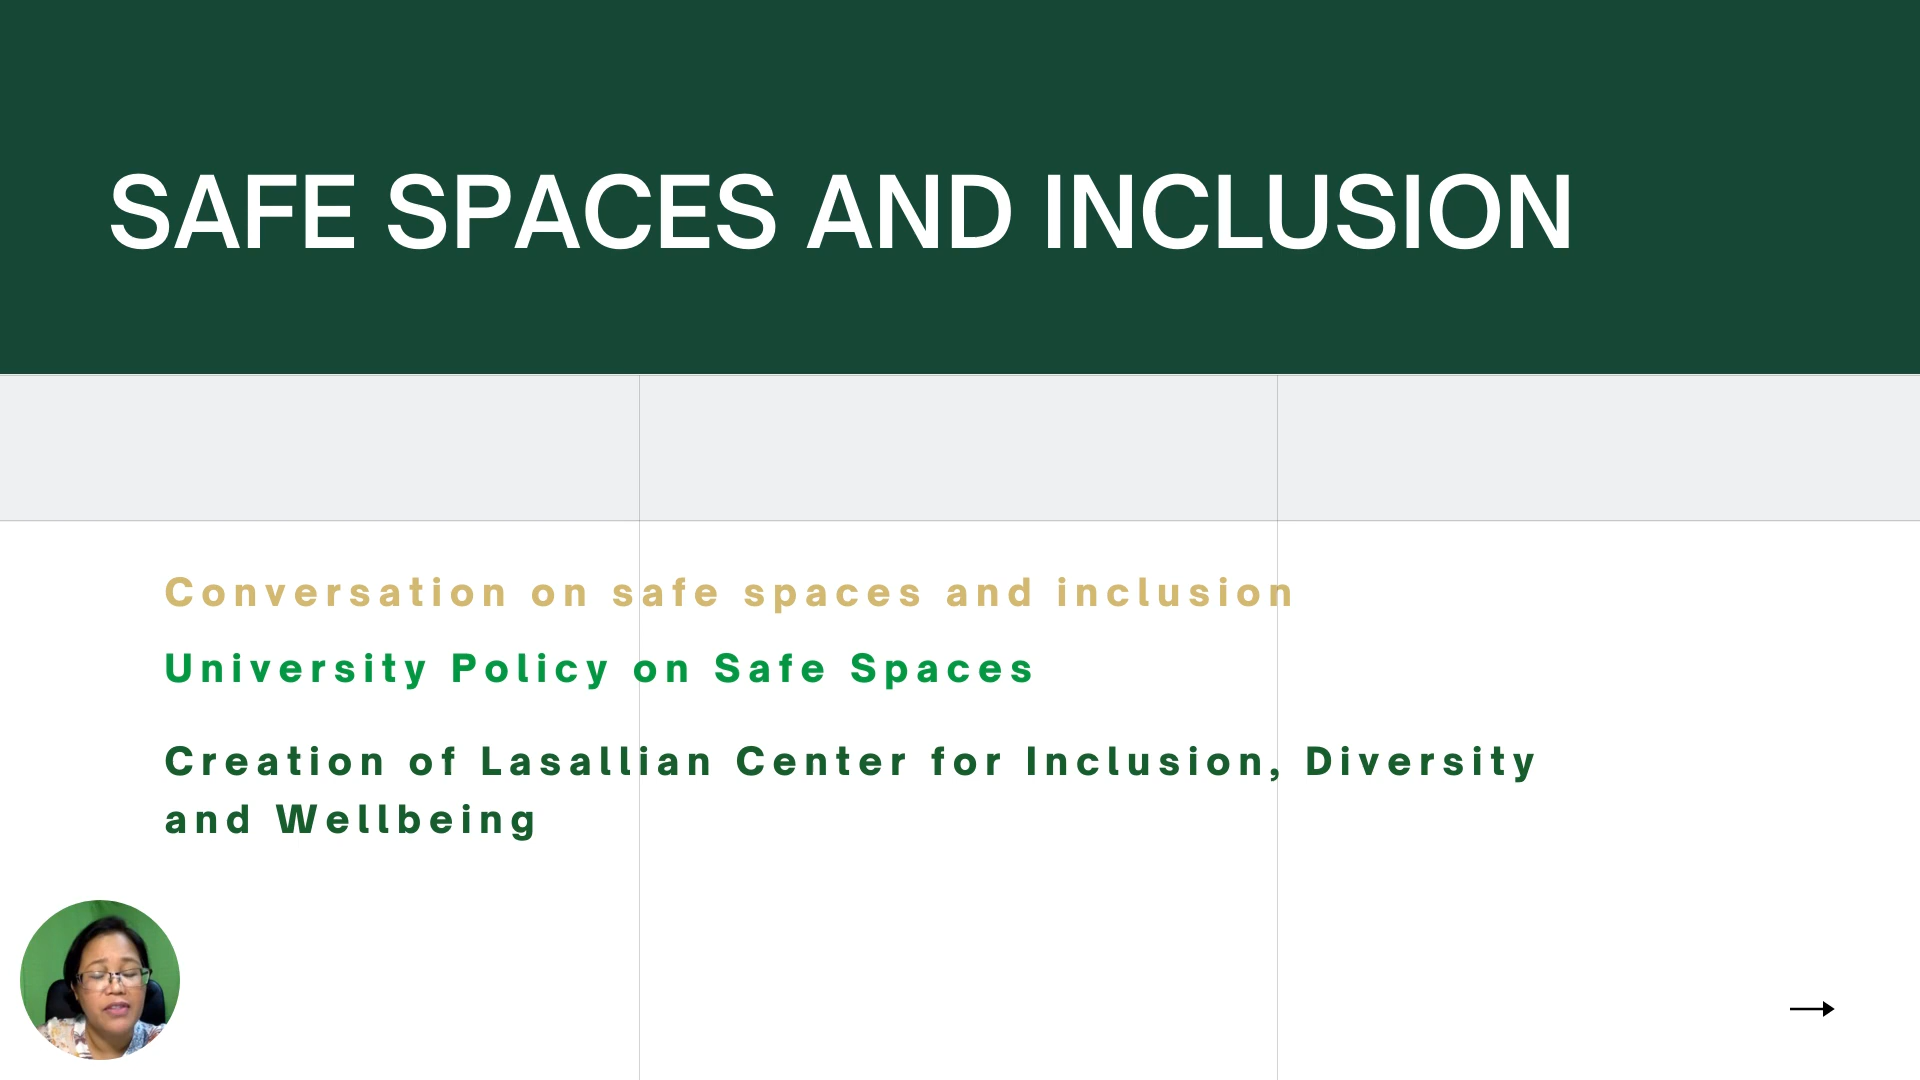 SAFE SPACES AND INCLUSION
Conversation on safe spaces and inclusion
University Policy on Safe Spaces
Creation of Lasallian Center for Inclusion, Diversity
and Wellbeing